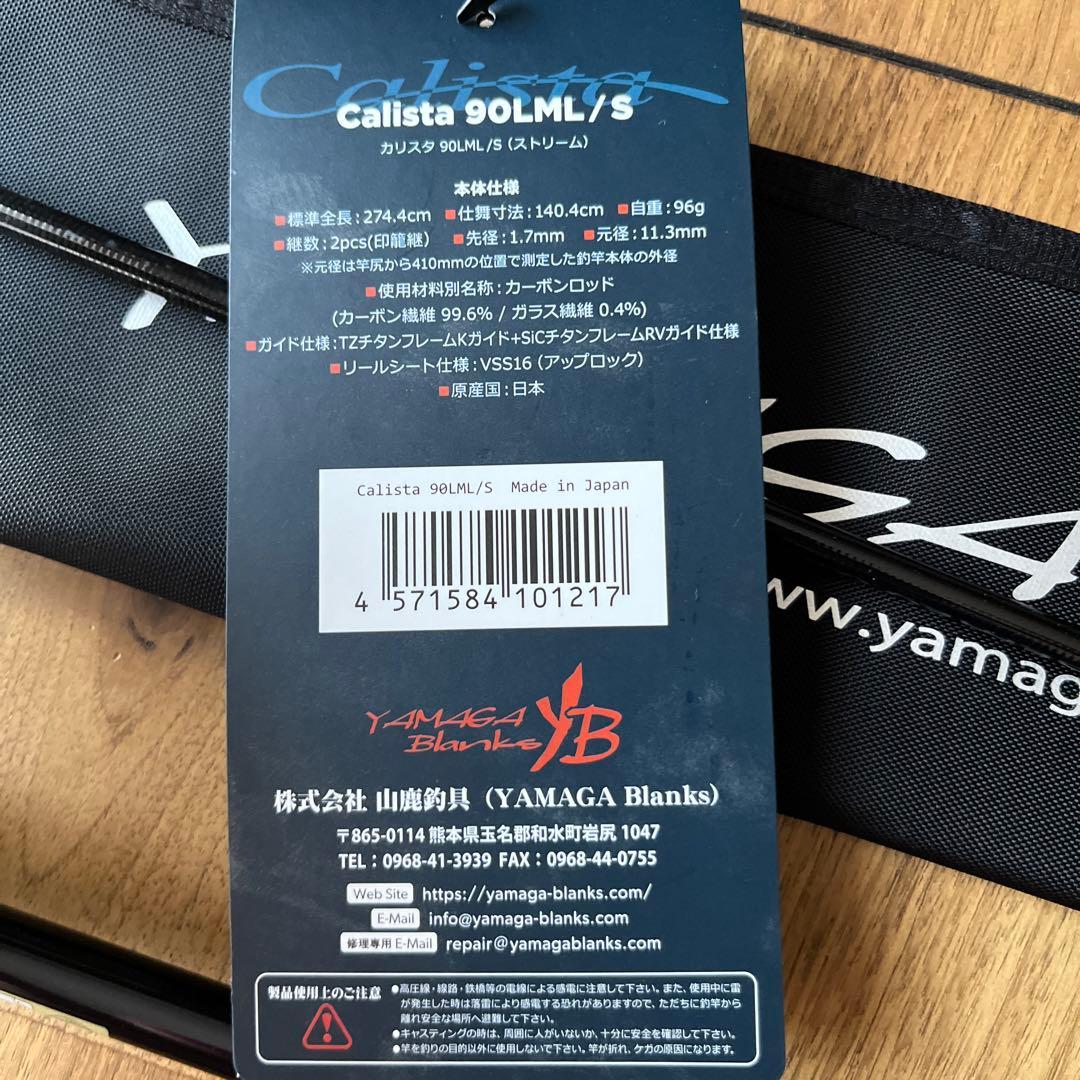 Calista
Calista 90LML/S
カリスタ 90LML/S（ストリーム）
本体仕様
■標準全長：274.4cm ■仕舞寸法：140.4cm ■自重：96g
■継数：2pcs(印籠継） ■先径：1.7mm ■元径：11.3mm
※元径は竿尻から410mmの位置で測定した釣竿本体の外径
■使用材料別名称：カーボンロッド
(カーボン繊維 99.6% / ガラス繊維 0.4%)
■ガイド仕様：TZチタンフレームKガイド+SiCチタンフレームRVガイド仕様
■リールシート仕様：VSS16（アップロック）
■原産国：日本
Calista 90LML/S Made in Japan
4 571584 101217
YAMAGA
Blanks YB
株式会社 山鹿釣具（YAMAGA Blanks）
〒865-0114 熊本県玉名郡和水町岩尻 1047
TEL：0968-41-3939 FAX：0968-44-0755
Web Site https://yamaga-blanks.com/
E-Mail info@yamaga-blanks.com
修理専用 E-Mail repair@yamagablanks.com
製品使用上のご注意
●高圧線・線路・鉄橋等の電線による感電に注意して下さい。また、使用中に雷
が発生した時は落雷により感電する恐れがありますので、ただちに釣竿から
離れ安全な場所へ避難して下さい。
●キャスティングの時は、周囲に人がいないか、十分に安全を確認して下さい。
●竿を釣りの目的以外に使用しないで下さい。竿が折れ、ケガの原因になります。
Y
GA
ww.yamag